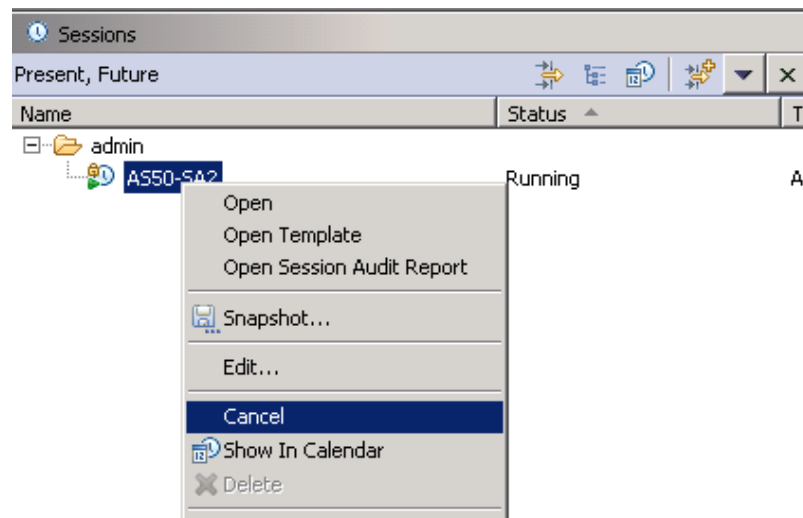 Sessions
Present, Future
Name Status T
admin
AS50-SA2 Running A
Open
Open Template
Open Session Audit Report
Snapshot...
Edit...
Cancel
12 Show In Calendar
Delete